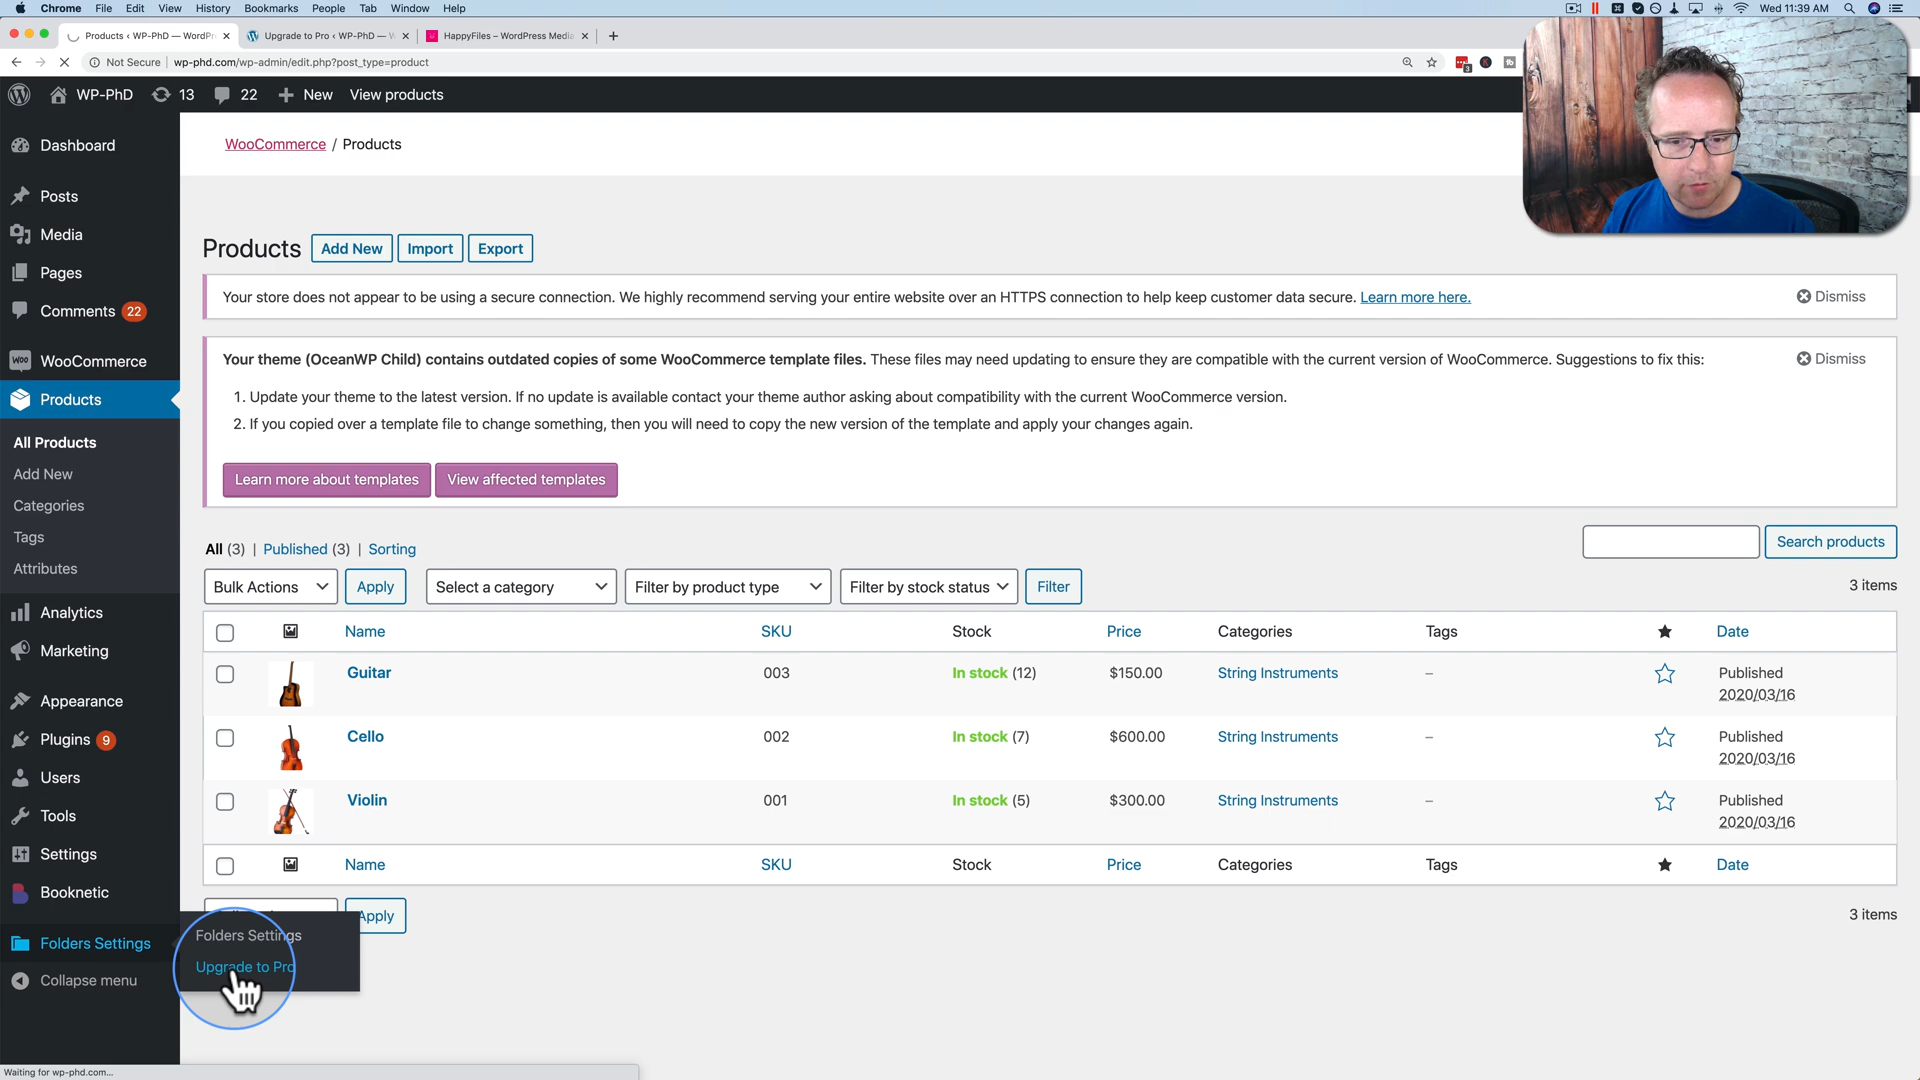 Chrome File Edit View History Bookmarks People Tab Window Help
Wed 11:39 AM
Products ‹ WP-PhD — WordPr
Upgrade to Pro ‹ WP-PhD — W
HappyFiles – WordPress Media
Not Secure
wp-phd.com/wp-admin/edit.php?post_type=product
3
WP-PhD 13 22 New View products
Dashboard
Posts
Media
Pages
Comments 22
WooCommerce
Products
All Products
Add New
Categories
Tags
Attributes
Analytics
Marketing
Appearance
Plugins 9
Users
Tools
Settings
Booknetic
Folders Settings
Collapse menu
Folders Settings
Upgrade to Pro
WooCommerce / Products
Products Add New Import Export
Your store does not appear to be using a secure connection. We highly recommend serving your entire website over an HTTPS connection to help keep customer data secure. Learn more here.
Dismiss
Your theme (OceanWP Child) contains outdated copies of some WooCommerce template files. These files may need updating to ensure they are compatible with the current version of WooCommerce. Suggestions to fix this:
Dismiss
1. Update your theme to the latest version. If no update is available contact your theme author asking about compatibility with the current WooCommerce version.
2. If you copied over a template file to change something, then you will need to copy the new version of the template and apply your changes again.
Learn more about templates View affected templates
All (3) | Published (3) | Sorting
Search products
Bulk Actions Apply Select a category Filter by product type Filter by stock status Filter
3 items
Name SKU Stock Price Categories Tags Date
Guitar 003 In stock (12) $150.00 String Instruments – Published
2020/03/16
Cello 002 In stock (7) $600.00 String Instruments – Published
2020/03/16
Violin 001 In stock (5) $300.00 String Instruments – Published
2020/03/16
Name SKU Stock Price Categories Tags Date
Apply
3 items
Waiting for wp-phd.com...